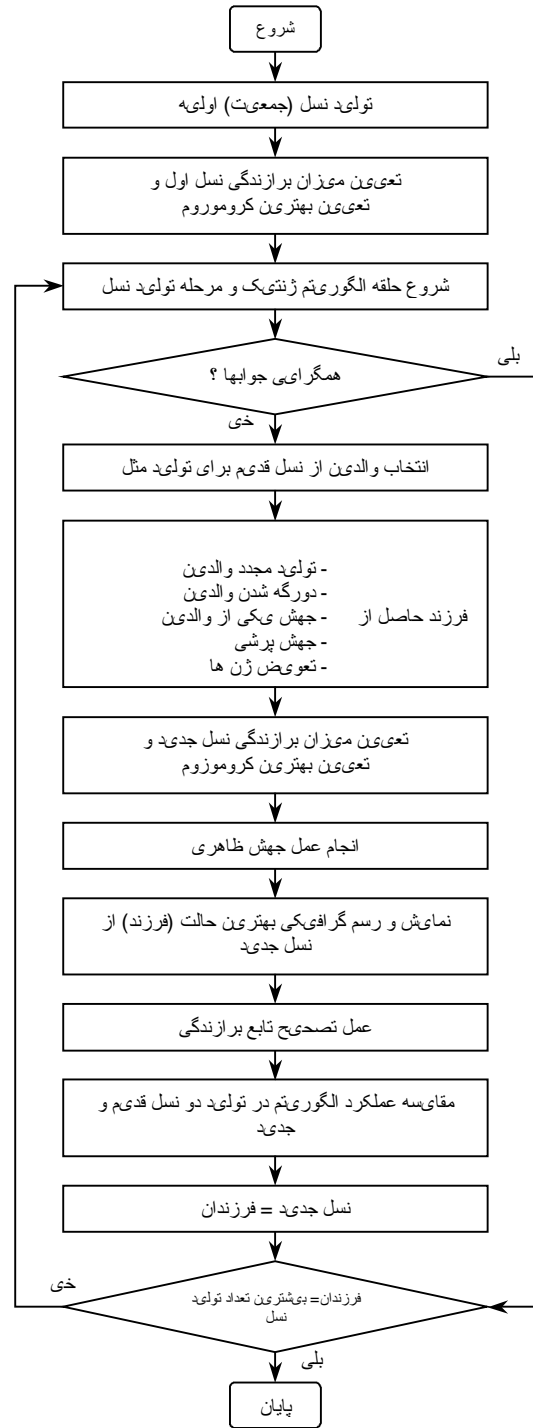 شروع
تولید نسل (جمعیت) اولیه
تعیین میزان برازندگی نسل اول و
تعیین بهترین کروموروم
شروع حلقه الگوریتم ژنتیک و مرحله تولید نسل
همگرایی جوابها ؟
بلی
خی
انتخاب والدین از نسل قدیم برای تولید مثل
فرزند حاصل از
- تولید مجدد والدین
- دورگه شدن والدین
- جهش یکی از والدین
- جهش پرشی
- تعویض ژن ها
تعیین میزان برازندگی نسل جدید و
تعیین بهترین کروموزوم
انجام عمل جهش ظاهری
نمایش و رسم گرافیکی بهترین حالت (فرزند) از
نسل جدید
عمل تصحیح تابع برازندگی
مقایسه عملکرد الگوریتم در تولید دو نسل قدیم و
جدید
نسل جدید = فرزندان
فرزندان= بیشترین تعداد تولید
نسل
خی
بلی
پایان